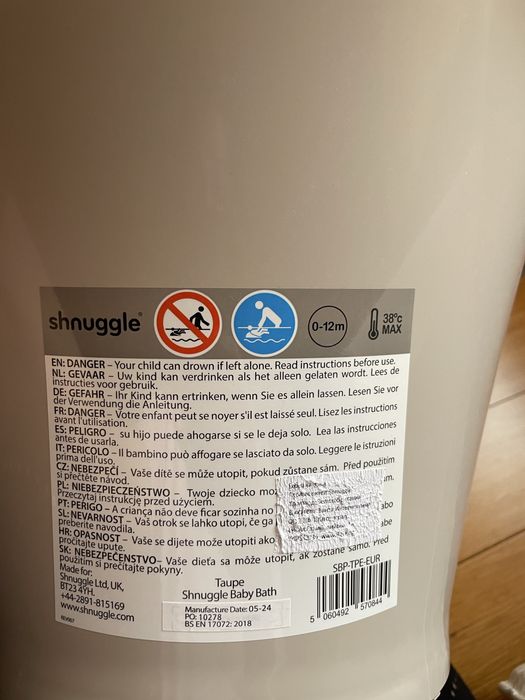 shnuggle®
0-12m
38°c
MAX
EN: DANGER – Your child can drown if left alone. Read instructions before use.
NL: GEVAAR – Uw kind kan verdrinken als het alleen gelaten wordt. Lees de
instructies voor gebruik.
DE: GEFAHR – Ihr Kind kann ertrinken, wenn Sie es allein lassen. Lesen Sie vor
der Verwendung die Anleitung.
FR: DANGER – Votre enfant peut se noyer s'il est laissé seul. Lisez les instructions
avant l'utilisation.
ES: PELIGRO – su hijo puede ahogarse si se le deja solo. Lea las instrucciones
antes de usarla.
IT: PERICOLO – Il bambino può affogare se lasciato da solo. Leggere le istruzioni
prima dell'uso.
CZ: NEBEZPEČÍ – Vaše dítě se může utopit, pokud zůstane sám. Před použitím
si přečtěte návod.
PL: NIEBEZPIECZEŃSTWO – Twoje dziecko moż
Przeczytaj instrukcję przed użyciem.
PT: PERIGO – A criança não deve ficar sozinha no
SL: NEVARNOST – Vaš otrok se lahko utopi, če ga
preberite navodila.
HR: OPASNOST – Vaše se dijete može utopiti ako
pročitajte upute.
SK: NEBEZPEČENSTVO– Vaše dieťa sa môže utopiť, ak zostane samo. Pred
použitím si prečítajte pokyny.
Made for:
Shnuggle Ltd, UK,
BT23 4YH.
+44-2891-815169
www.shnuggle.com
REV067
Taupe
Shnuggle Baby Bath
Manufacture Date: 05-24
PO: 10278
BS EN 17072: 2018
SBP-TPE-EUR
5 060492 570844